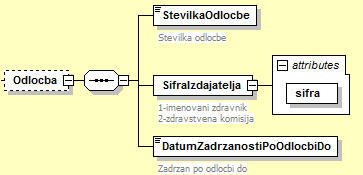 StevilkaOdlocbe
Stevilka odlocbe
Odlocba
SifraIzdajatelja
1-imenovani zdravnik
2-zdravstvena komisija
attributes
sifra
DatumZadrzanostiPoOdlocbiDo
Zadrzan po odlocbi do